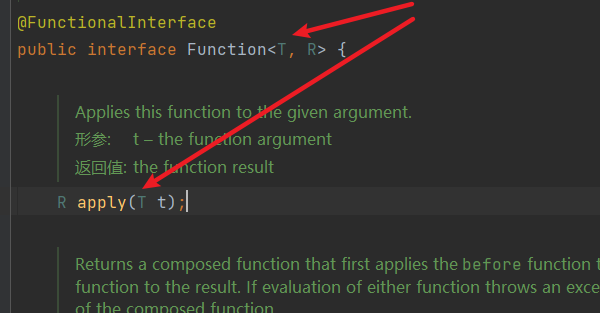 @FunctionalInterface
public interface Function<T, R> {
Applies this function to the given argument.
形参: t – the function argument
返回值: the function result
R apply(T t);
Returns a composed function that first applies the before function
function to the result. If evaluation of either function throws an
of the composed function.